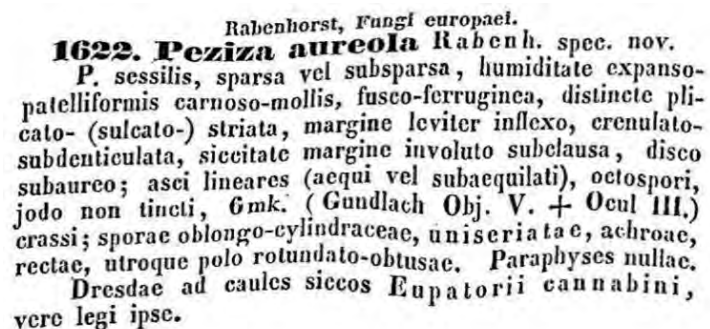 Rabenhorst, Fungi europaei.
1622. Peziza aureola Rabenh. spec. nov.
P. sessilis, sparsa vel subsparsa, humiditate expanso-
patelliformis carnoso-mollis, fusco-ferruginea, distincte pli-
cato- (sulcato-) striata, margine leviter inflexo, crenulato-
subdenticulata, siccitate margine involuto subclausa, disco
subaureo; asci lineares (aequi vel subaequilati), octospori,
jodo non tincti, 6mk. (Gundlach Obj. V. + Ocul III.)
crassi; sporae oblongo-cylindraceae, uniseriatae, achroae,
rectae, utroque polo rotundato-obtusae. Paraphyses nullae.
Dresdae ad caules siccos Eupatorii cannabini,
vere legi ipse.